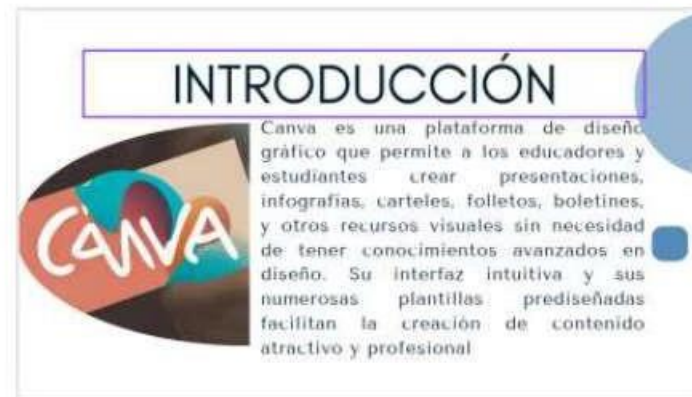 INTRODUCCIÓN
Canva es una plataforma de diseño
gráfico que permite a los educadores y
estudiantes crear presentaciones,
infografías, carteles, folletos, boletines,
y otros recursos visuales sin necesidad
de tener conocimientos avanzados en
diseño. Su interfaz intuitiva y sus
numerosas plantillas prediseñadas
facilitan la creación de contenido
atractivo y profesional
CANVA